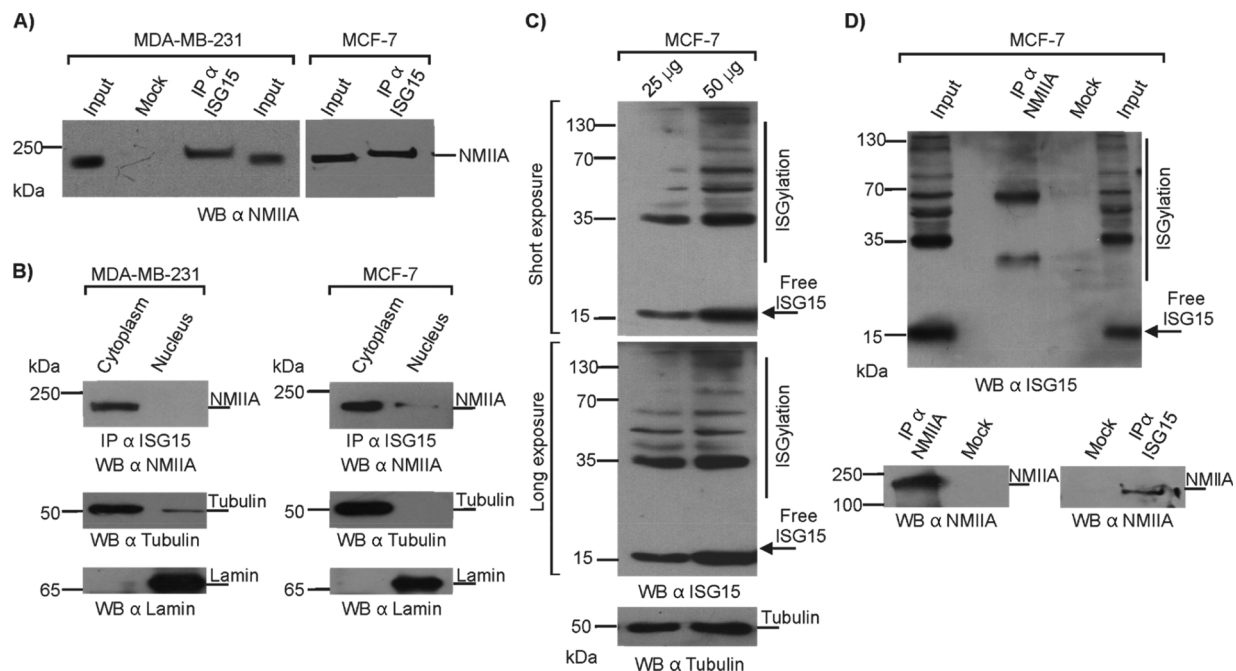 A)
MDA-MB-231
MCF-7
Input
Mock
IP α
ISG15
Input
Input
IP α
ISG15
250
kDa
NMIIA
WB α NMIIA
B)
MDA-MB-231
Cytoplasm
Nucleus
kDa
250
NMIIA
IP α ISG15
WB α NMIIA
50
Tubulin
WB α Tubulin
65
Lamin
WB α Lamin
MCF-7
Cytoplasm
Nucleus
kDa
250
NMIIA
IP α ISG15
WB α NMIIA
50
Tubulin
WB α Tubulin
65
Lamin
WB α Lamin
C)
MCF-7
25 µg
50 µg
Short exposure
130
70
35
15
ISGylation
Free
ISG15
Long exposure
130
70
35
15
ISGylation
Free
ISG15
WB α ISG15
50
Tubulin
kDa
WB α Tubulin
D)
MCF-7
Input
IP α
NMIIA
Mock
Input
130
70
35
15
kDa
ISGylation
Free
ISG15
WB α ISG15
IP α
NMIIA
Mock
250
100
NMIIA
WB α NMIIA
Mock
IPα
ISG15
NMIIA
WB α NMIIA